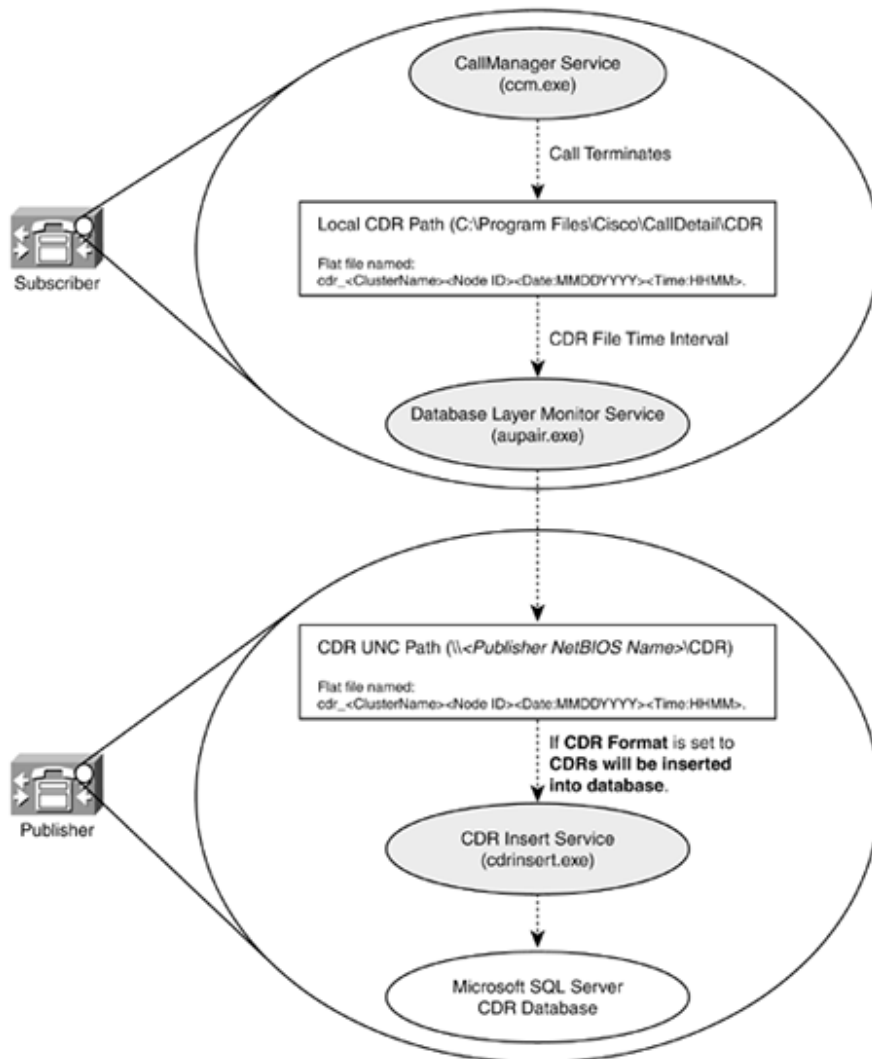 CallManager Service
(ccm.exe)
Call Terminates
Local CDR Path (C:\Program Files\Cisco\CallDetail\CDR
Flat file named:
cdr_<ClusterName><Node ID><Date:MMDDYYYY><Time:HHMM>.
Subscriber
CDR File Time Interval
Database Layer Monitor Service
(aupair.exe)
CDR UNC Path (\\<Publisher NetBIOS Name>\CDR)
Flat file named:
cdr_<ClusterName><Node ID><Date:MMDDYYYY><Time:HHMM>.
If CDR Format is set to
CDRs will be inserted
into database.
Publisher
CDR Insert Service
(cdrinsert.exe)
Microsoft SQL Server
CDR Database